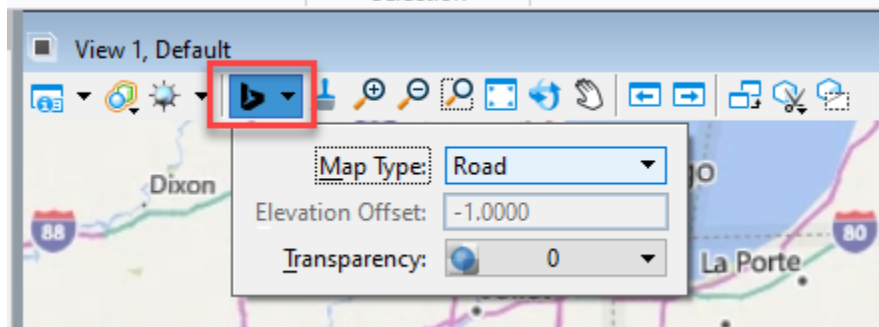 View 1, Default
Map Type: Road
Dixon
Elevation Offset: -1.0000
88
80
Transparency: 0
La Porte